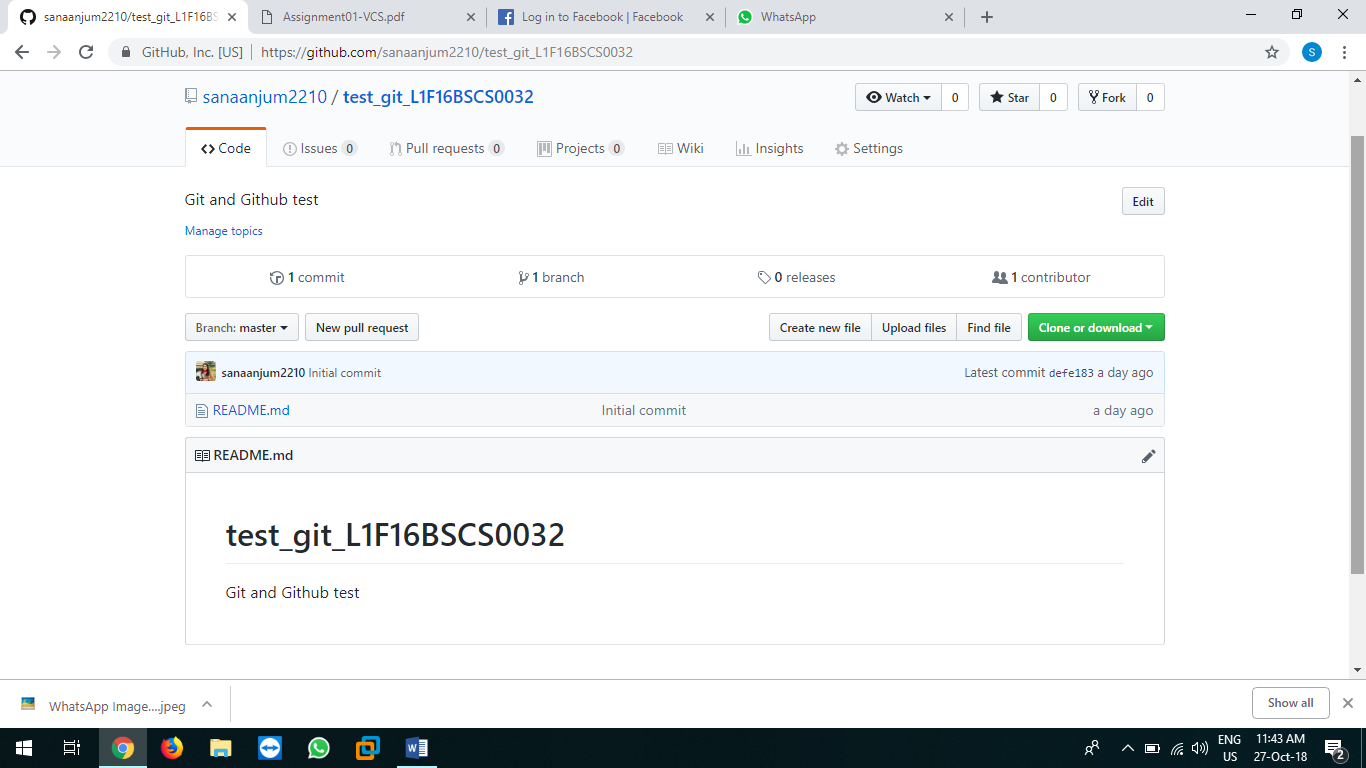 sanaanjum2210/test_git_L1F16BS
Assignment01-VCS.pdf
Log in to Facebook | Facebook
WhatsApp
GitHub, Inc. [US] https://github.com/sanaanjum2210/test_git_L1F16BSCS0032
S
sanaanjum2210 / test_git_L1F16BSCS0032
Watch 0 Star 0 Fork 0
Code Issues 0 Pull requests 0 Projects 0 Wiki Insights Settings
Git and Github test
Edit
Manage topics
1 commit 1 branch 0 releases 1 contributor
Branch: master New pull request Create new file Upload files Find file Clone or download
sanaanjum2210 Initial commit Latest commit defe183 a day ago
README.md Initial commit a day ago
README.md
test_git_L1F16BSCS0032
Git and Github test
WhatsApp Image....jpeg Show all
ENG 11:43 AM
US 27-Oct-18 2